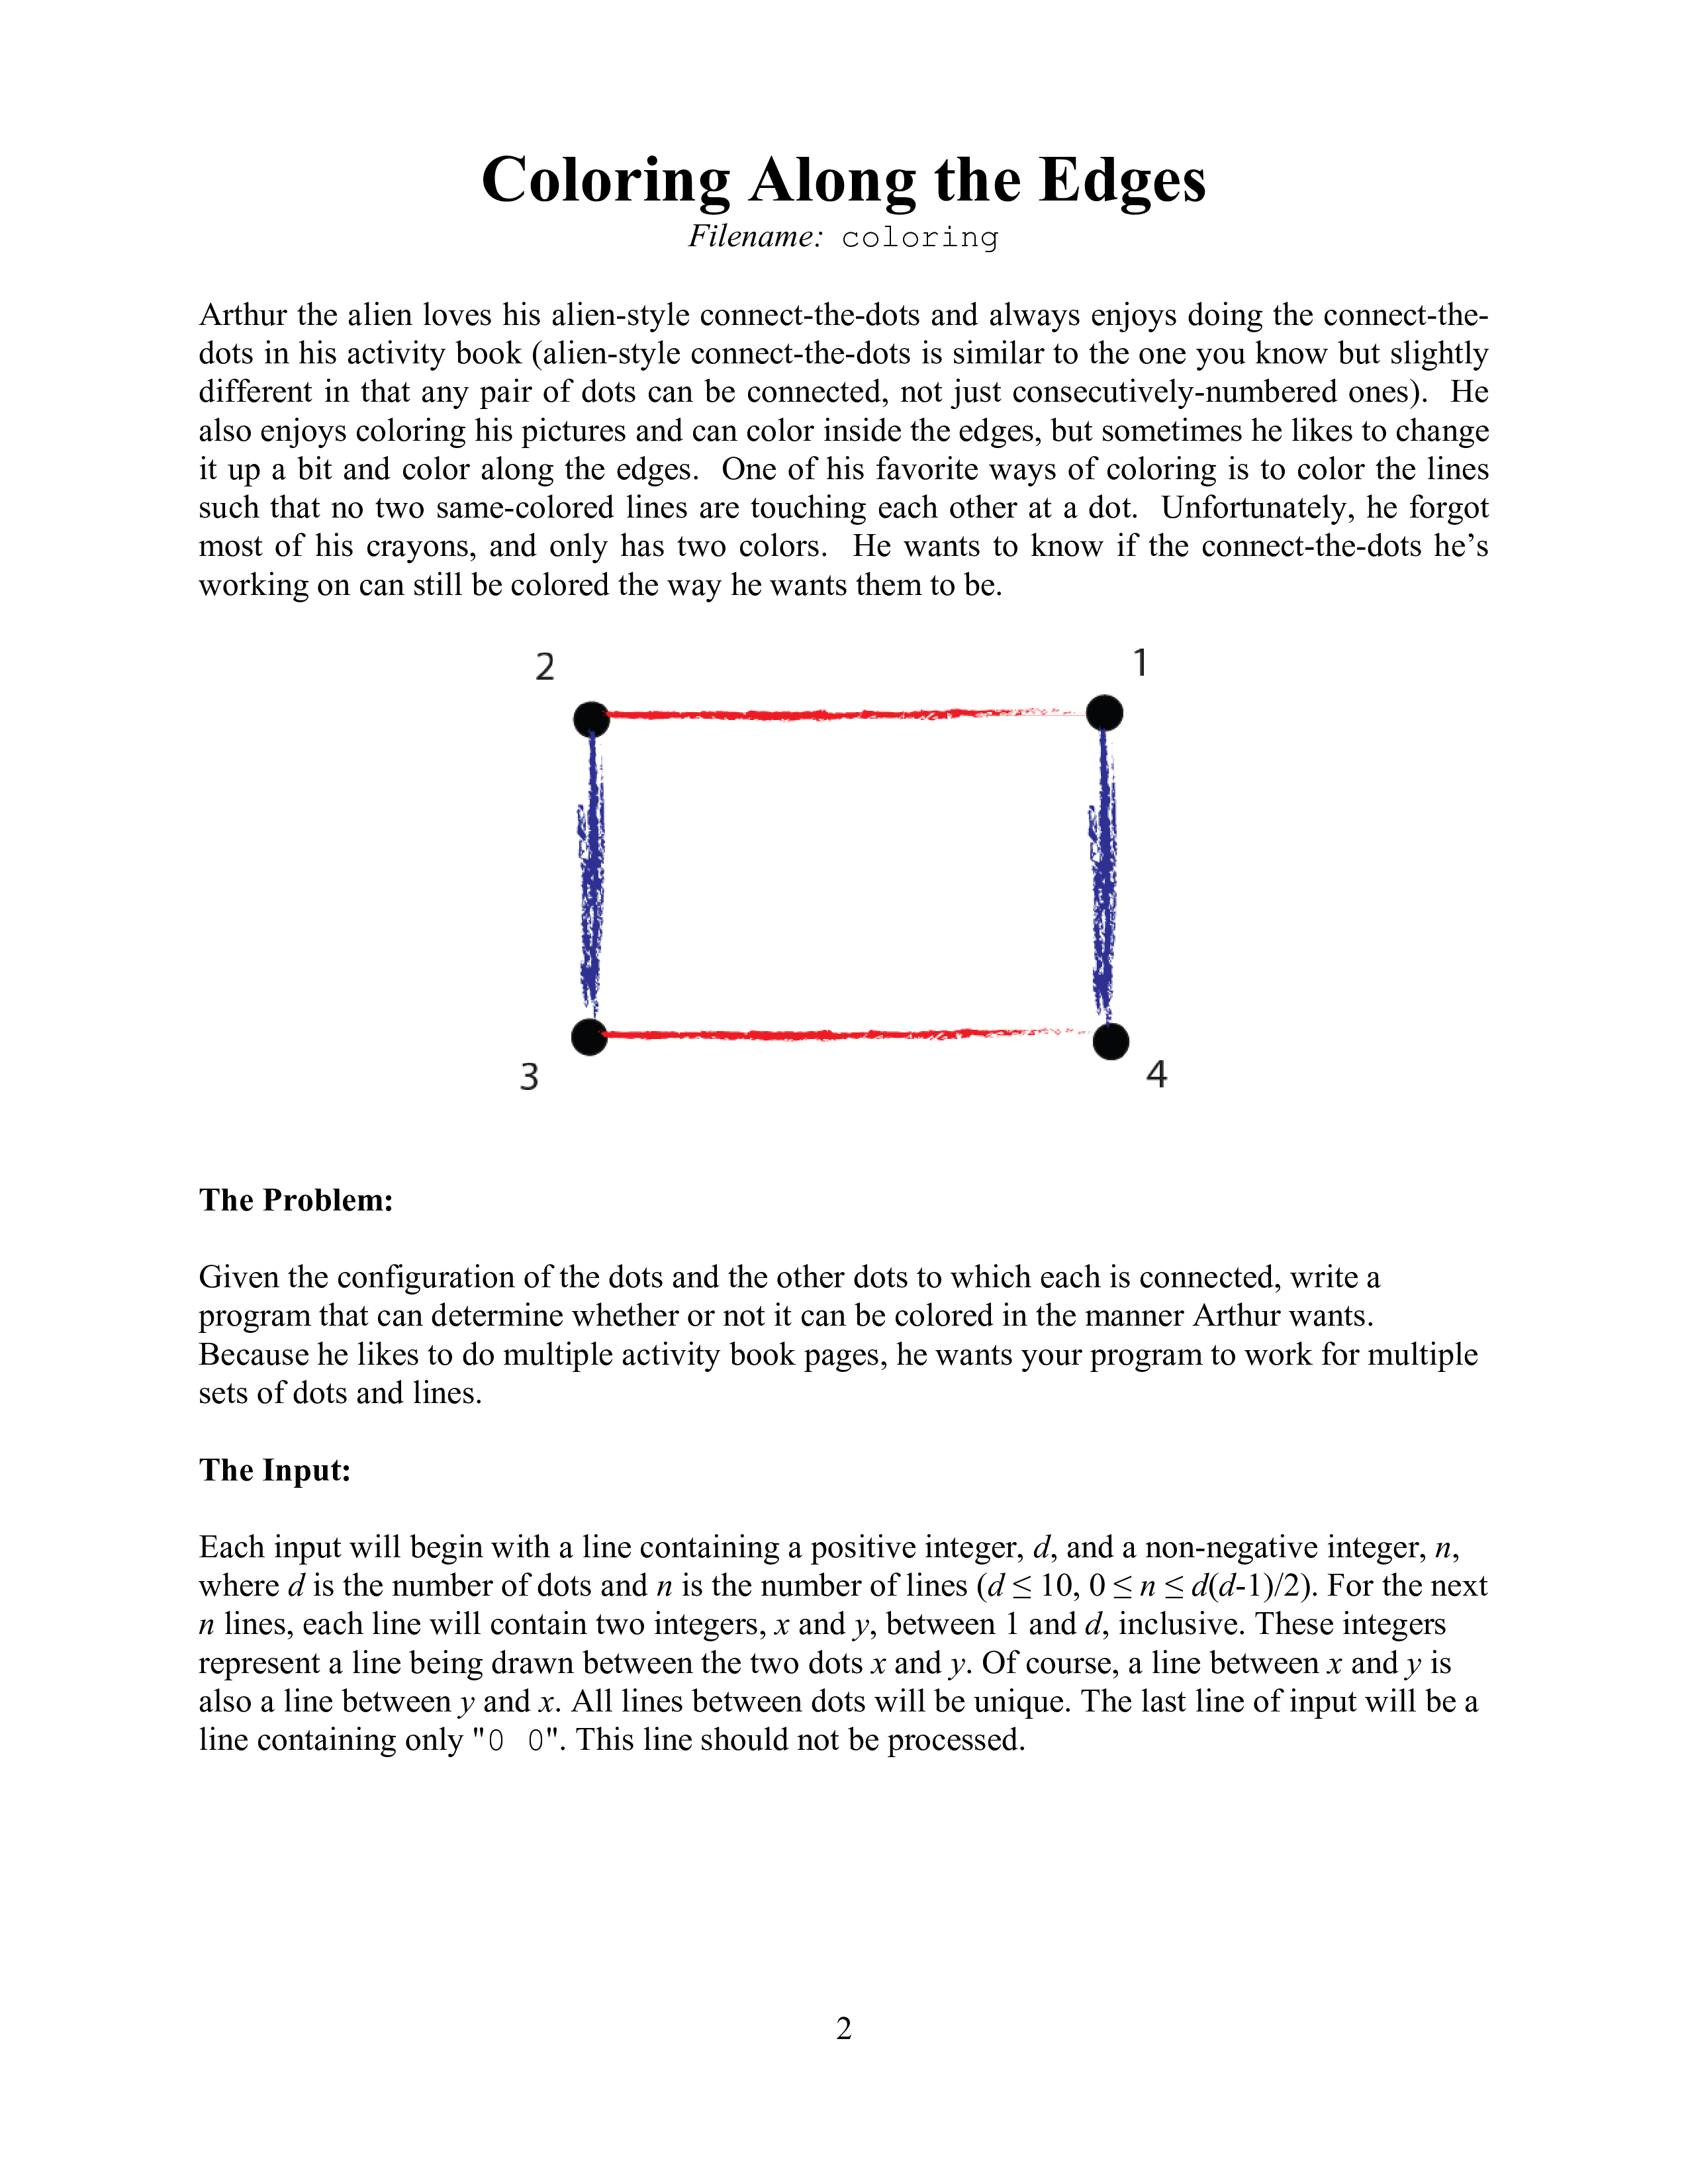 Coloring Along the Edges
Filename: coloring
Arthur the alien loves his alien-style connect-the-dots and always enjoys doing the connect-the-
dots in his activity book (alien-style connect-the-dots is similar to the one you know but slightly
different in that any pair of dots can be connected, not just consecutively-numbered ones). He
also enjoys coloring his pictures and can color inside the edges, but sometimes he likes to change
it up a bit and color along the edges. One of his favorite ways of coloring is to color the lines
such that no two same-colored lines are touching each other at a dot. Unfortunately, he forgot
most of his crayons, and only has two colors. He wants to know if the connect-the-dots he’s
working on can still be colored the way he wants them to be.
2 1
3 4
The Problem:
Given the configuration of the dots and the other dots to which each is connected, write a
program that can determine whether or not it can be colored in the manner Arthur wants.
Because he likes to do multiple activity book pages, he wants your program to work for multiple
sets of dots and lines.
The Input:
Each input will begin with a line containing a positive integer, d, and a non-negative integer, n,
where d is the number of dots and n is the number of lines (d ≤ 10, 0 ≤ n ≤ d(d-1)/2). For the next
n lines, each line will contain two integers, x and y, between 1 and d, inclusive. These integers
represent a line being drawn between the two dots x and y. Of course, a line between x and y is
also a line between y and x. All lines between dots will be unique. The last line of input will be a
line containing only "0 0". This line should not be processed.
2